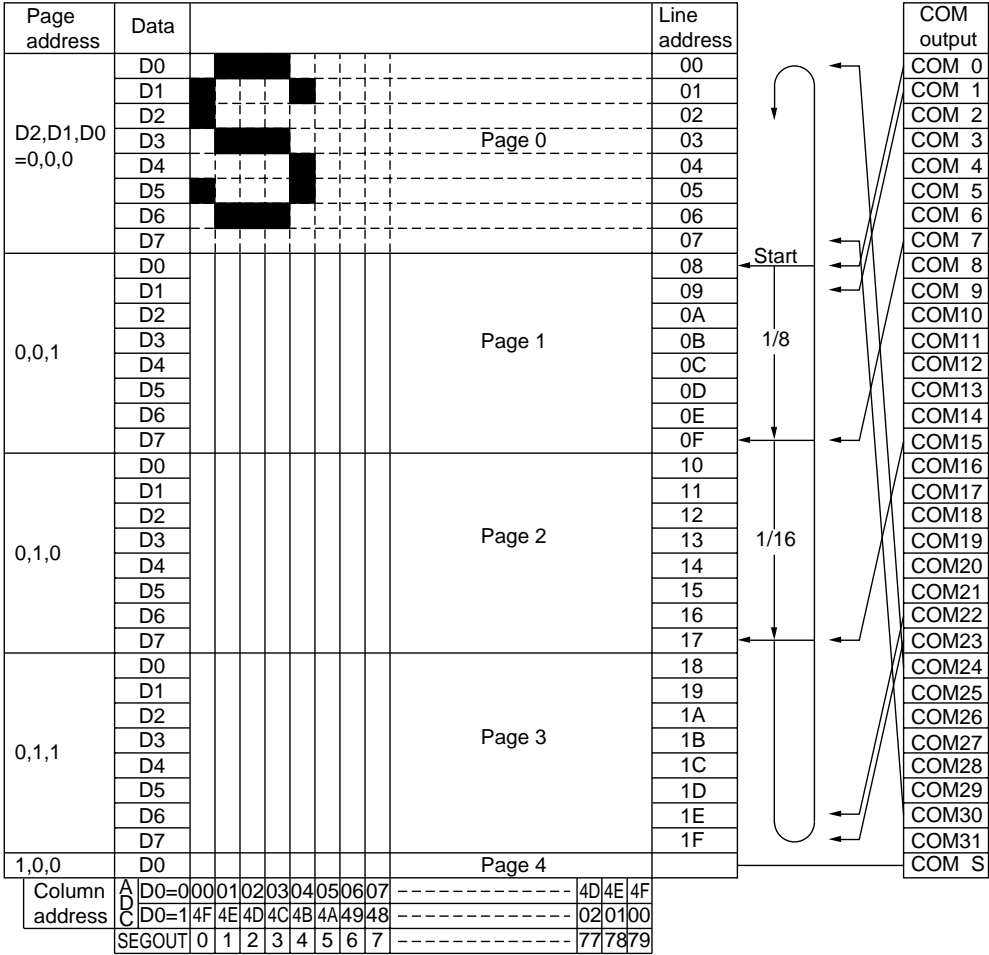 Page address Data Line address COM output
D0 00 COM 0
D1 01 COM 1
D2 02 COM 2
D2,D1,D0 =0,0,0 D3 Page 0 03 COM 3
D4 04 COM 4
D5 05 COM 5
D6 06 COM 6
D7 07 COM 7
D0 08 Start COM 8
D1 09 COM 9
D2 0A COM10
0,0,1 D3 Page 1 0B 1/8 COM11
D4 0C COM12
D5 0D COM13
D6 0E COM14
D7 0F COM15
D0 10 COM16
D1 11 COM17
D2 12 COM18
0,1,0 D3 Page 2 13 1/16 COM19
D4 14 COM20
D5 15 COM21
D6 16 COM22
D7 17 COM23
D0 18 COM24
D1 19 COM25
D2 1A COM26
0,1,1 D3 Page 3 1B COM27
D4 1C COM28
D5 1D COM29
D6 1E COM30
D7 1F COM31
1,0,0 D0 Page 4 COM S
Column address ADC D0=0 00 01 02 03 04 05 06 07 4D 4E 4F
D0=1 4F 4E 4D 4C 4B 4A 49 48 02 01 00
SEGOUT 0 1 2 3 4 5 6 7 77 78 79